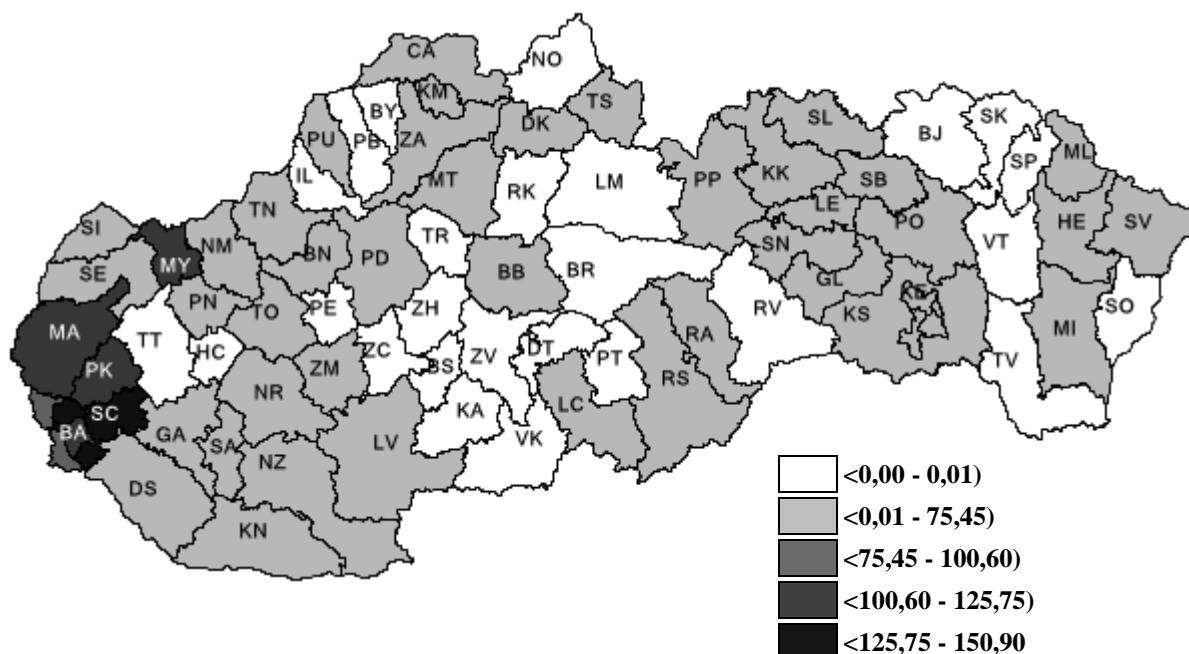 CA
NO
KM
TS
BY
PU
PB
ZA
DK
SL
BJ
SK
SP
ML
IL
MT
RK
LM
PP
KK
SB
LE
PO
HE
SV
SI
TN
TR
SN
VT
MY
NM
BN
PD
BB
BR
GL
SE
PN
TO
PE
ZH
RV
KS
SO
MA
TT
HC
ZM
ZC
BS
ZV
DT
PT
RA
MI
TV
PK
NR
RS
SC
KA
LC
BA
GA
SA
LV
VK
NZ
DS
KN
<0,00 - 0,01)
<0,01 - 75,45)
<75,45 - 100,60)
<100,60 - 125,75)
<125,75 - 150,90